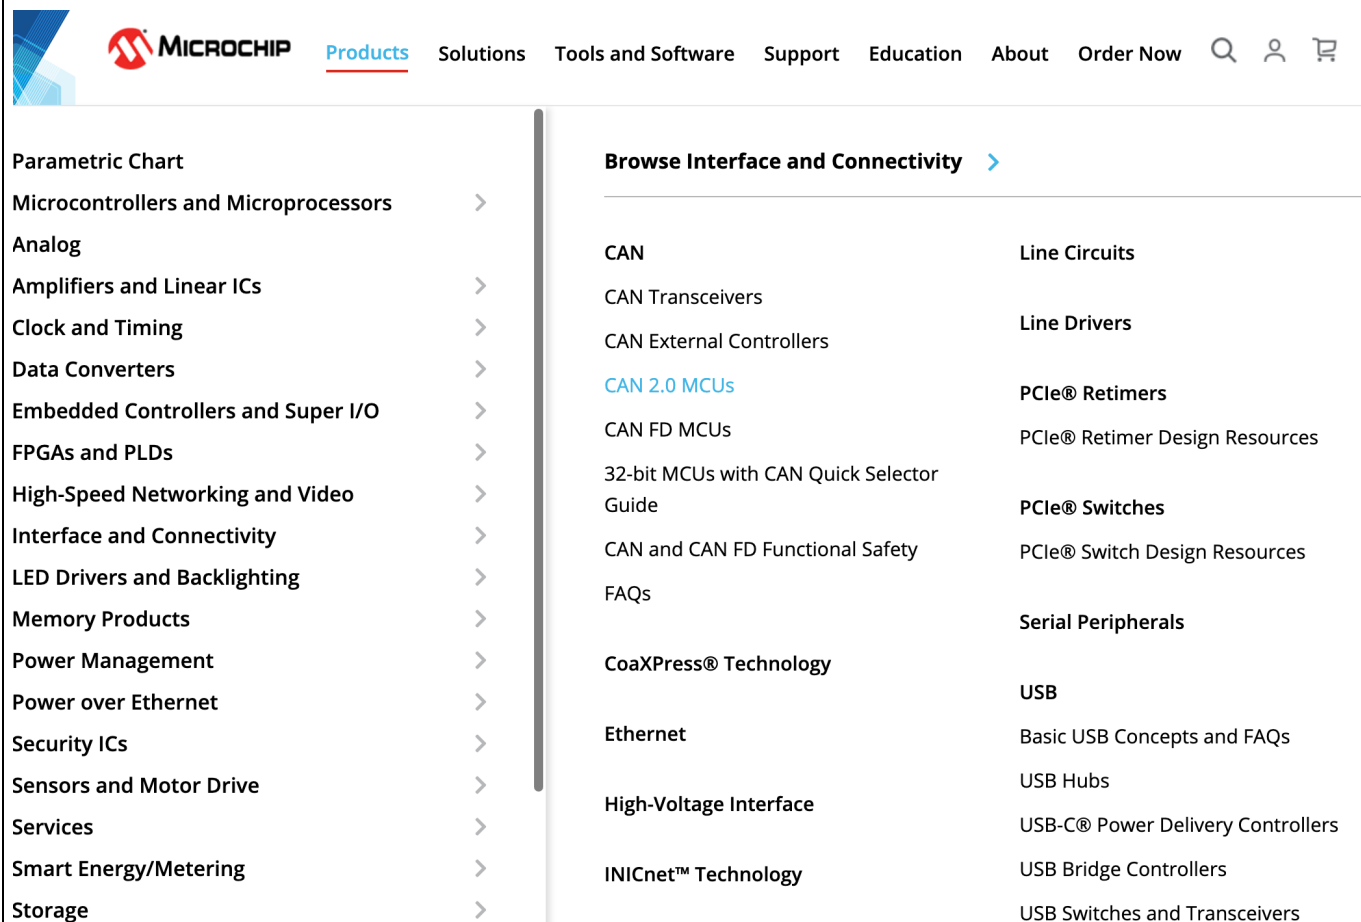 MICROCHIP
Products
Solutions
Tools and Software
Support
Education
About
Order Now
Parametric Chart
Microcontrollers and Microprocessors
Analog
Amplifiers and Linear ICs
Clock and Timing
Data Converters
Embedded Controllers and Super I/O
FPGAs and PLDs
High-Speed Networking and Video
Interface and Connectivity
LED Drivers and Backlighting
Memory Products
Power Management
Power over Ethernet
Security ICs
Sensors and Motor Drive
Services
Smart Energy/Metering
Storage
Browse Interface and Connectivity
CAN
CAN Transceivers
CAN External Controllers
CAN 2.0 MCUs
CAN FD MCUs
32-bit MCUs with CAN Quick Selector
Guide
CAN and CAN FD Functional Safety
FAQs
CoaXPress® Technology
Ethernet
High-Voltage Interface
INICnet™ Technology
Line Circuits
Line Drivers
PCIe® Retimers
PCIe® Retimer Design Resources
PCIe® Switches
PCIe® Switch Design Resources
Serial Peripherals
USB
Basic USB Concepts and FAQs
USB Hubs
USB-C® Power Delivery Controllers
USB Bridge Controllers
USB Switches and Transceivers